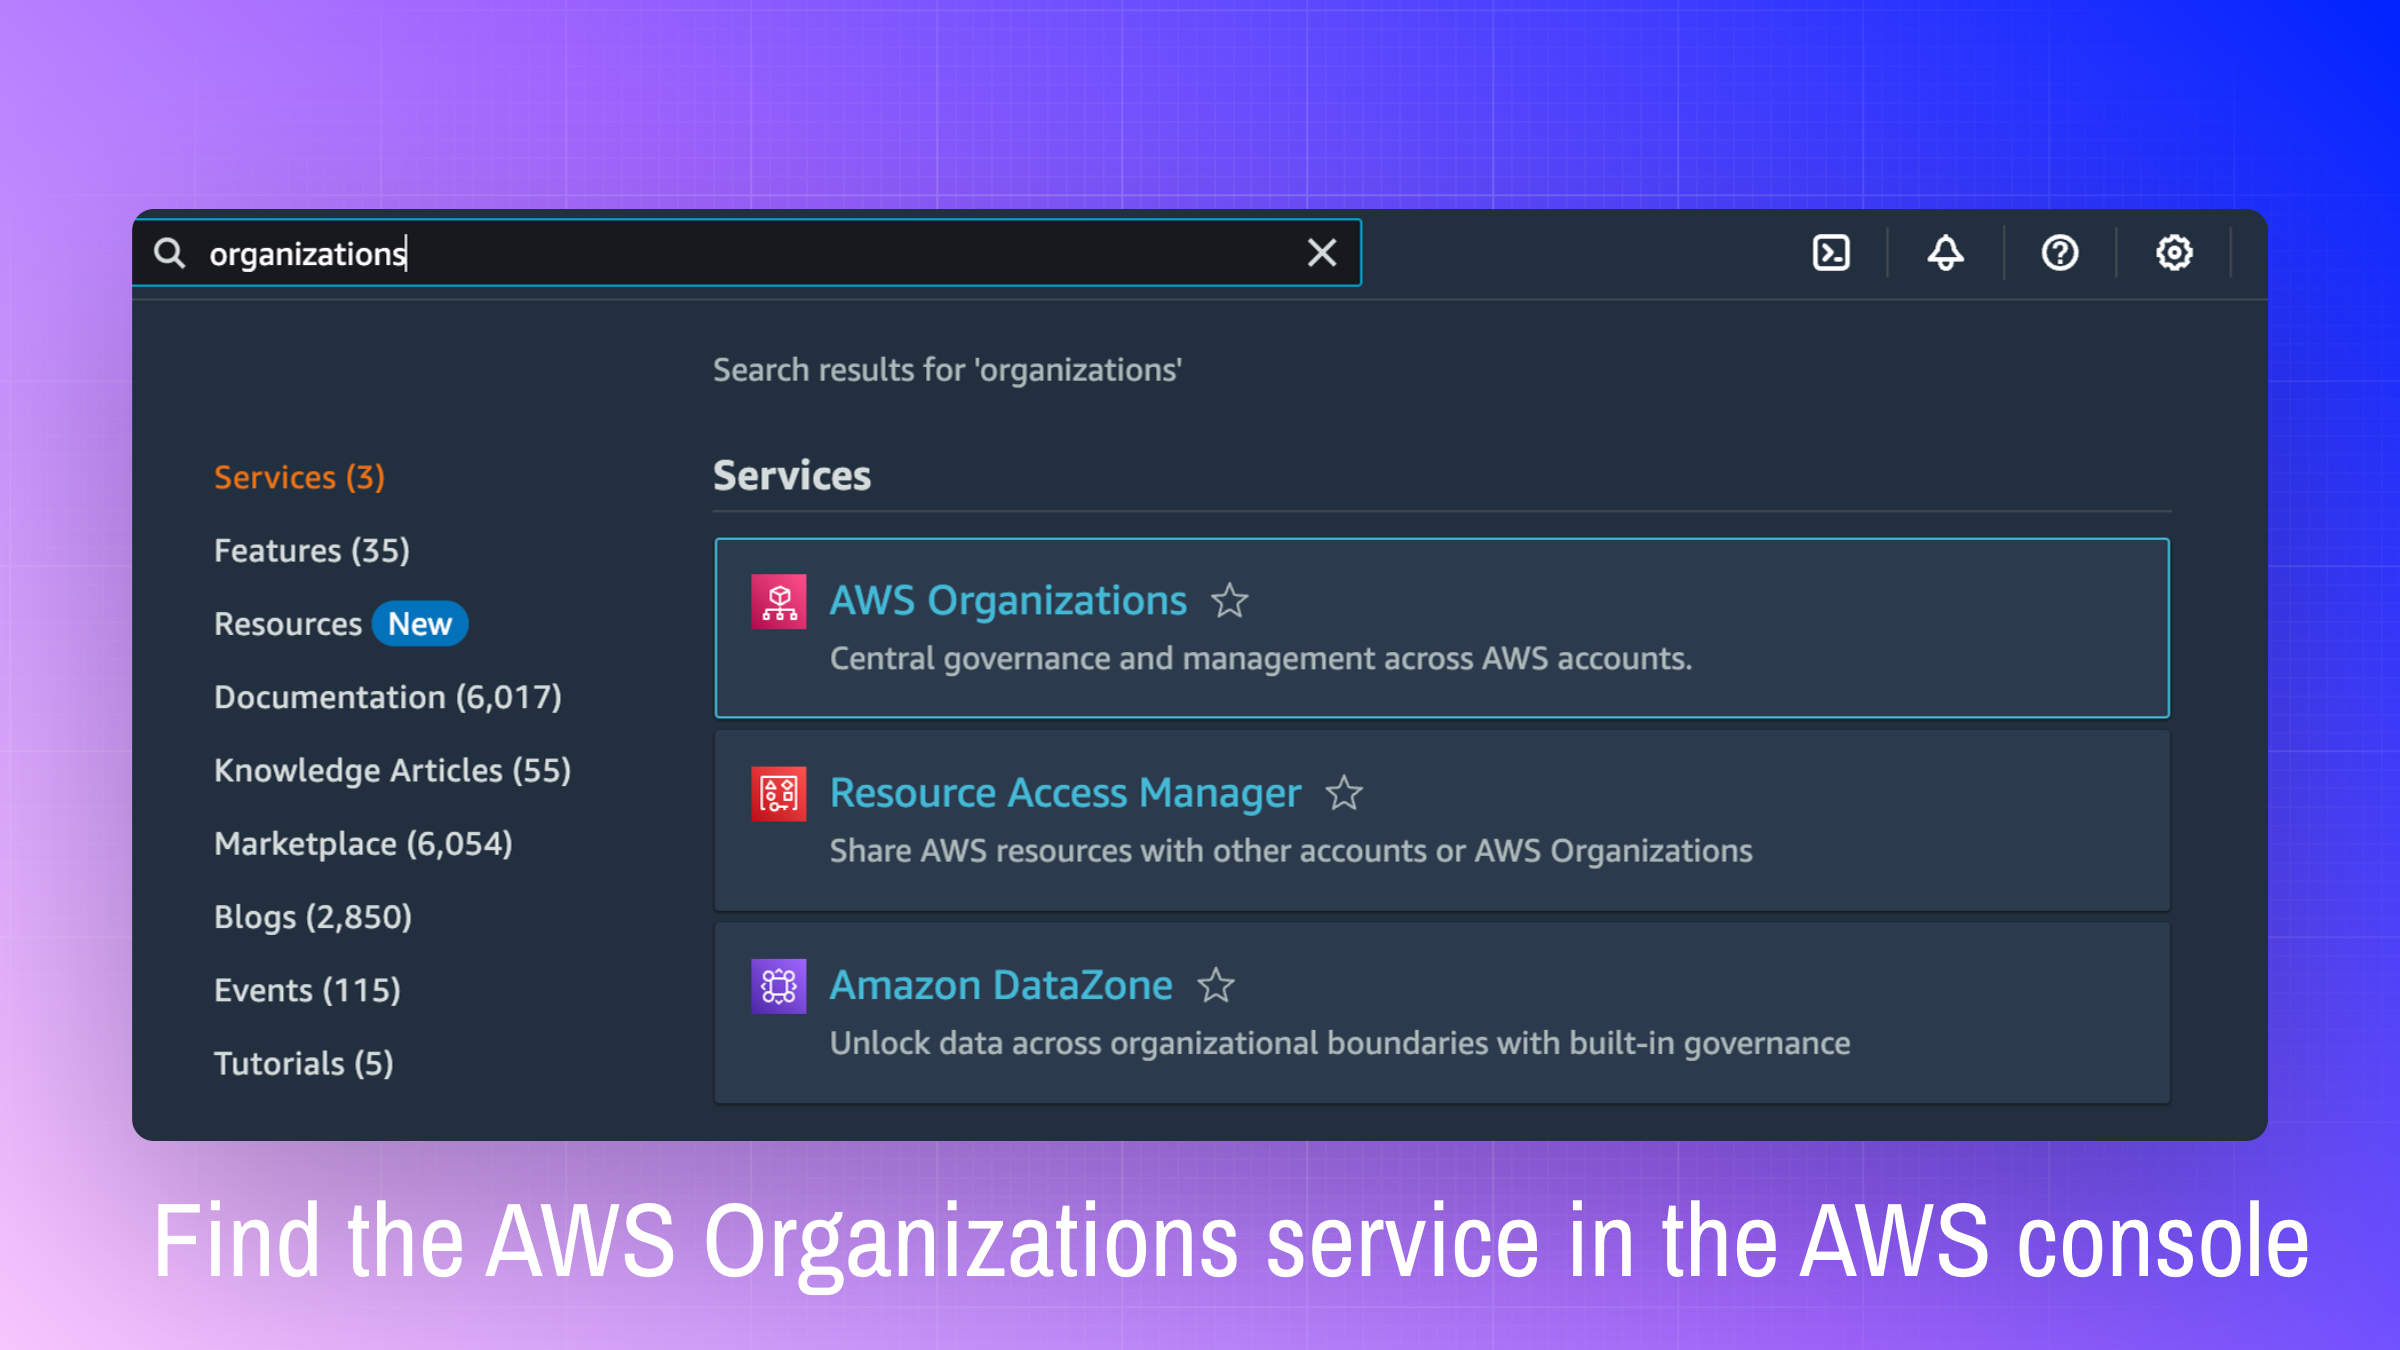 organizations
Search results for 'organizations'
Services (3)
Features (35)
Resources New
Documentation (6,017)
Knowledge Articles (55)
Marketplace (6,054)
Blogs (2,850)
Events (115)
Tutorials (5)
Services
AWS Organizations
Central governance and management across AWS accounts.
Resource Access Manager
Share AWS resources with other accounts or AWS Organizations
Amazon DataZone
Unlock data across organizational boundaries with built-in governance
Find the AWS Organizations service in the AWS console